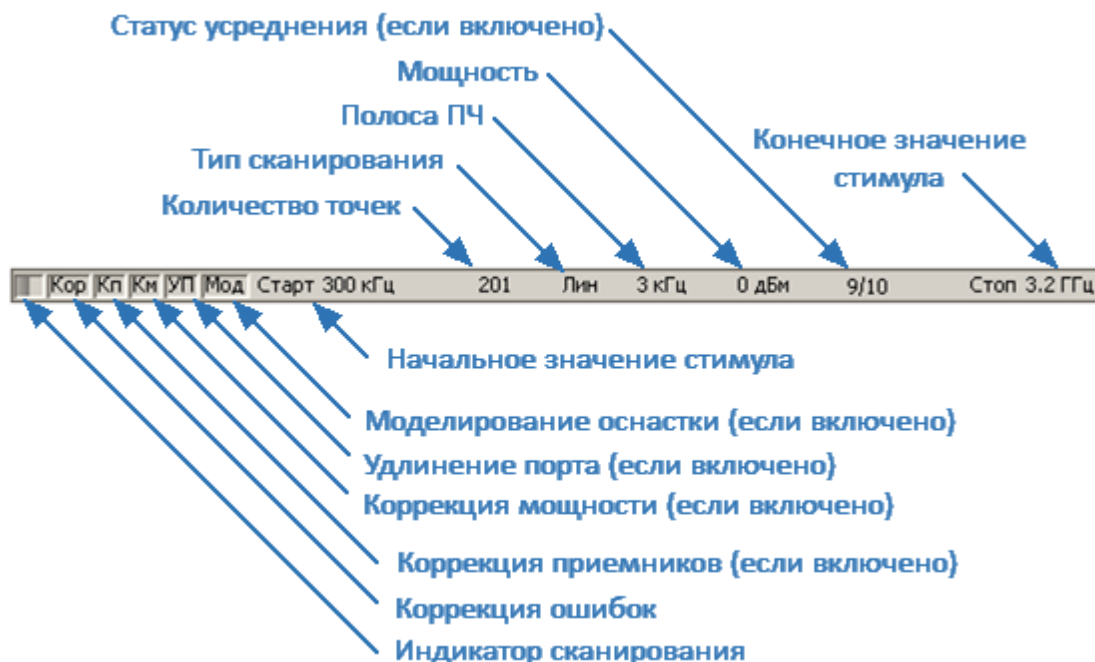 Статус усреднения (если включено)
Мощность
Полоса ПЧ
Конечное значение
стимула
Тип сканирования
Количество точек
Кор Кп Км УП Мод Старт 300 кГц 201 Лин 3 кГц 0 дБм 9/10 Стоп 3.2 ГГц
Начальное значение стимула
Моделирование оснастки (если включено)
Удлинение порта (если включено)
Коррекция мощности (если включено)
Коррекция приемников (если включено)
Коррекция ошибок
Индикатор сканирования